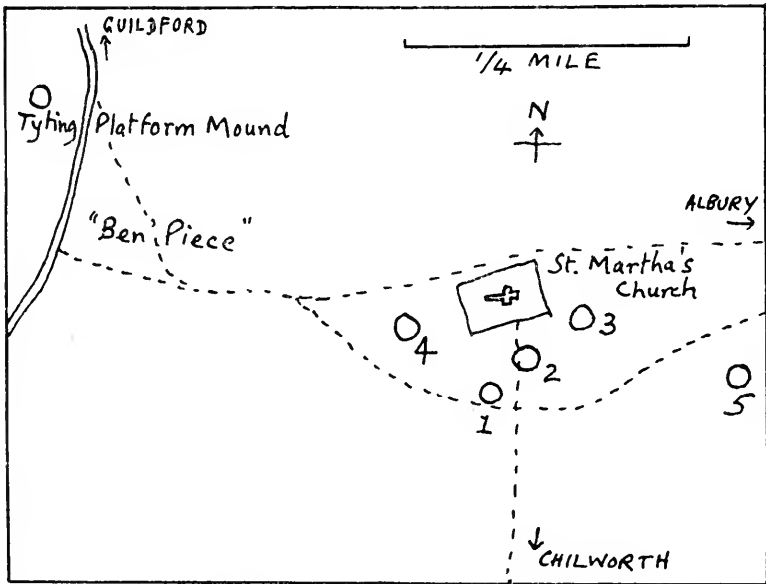 GUILDFORD
1/4 MILE
Tyting Platform Mound
N
ALBURY
"Ben Piece"
St. Martha's
Church
3
4
2
5
1
CHILWORTH